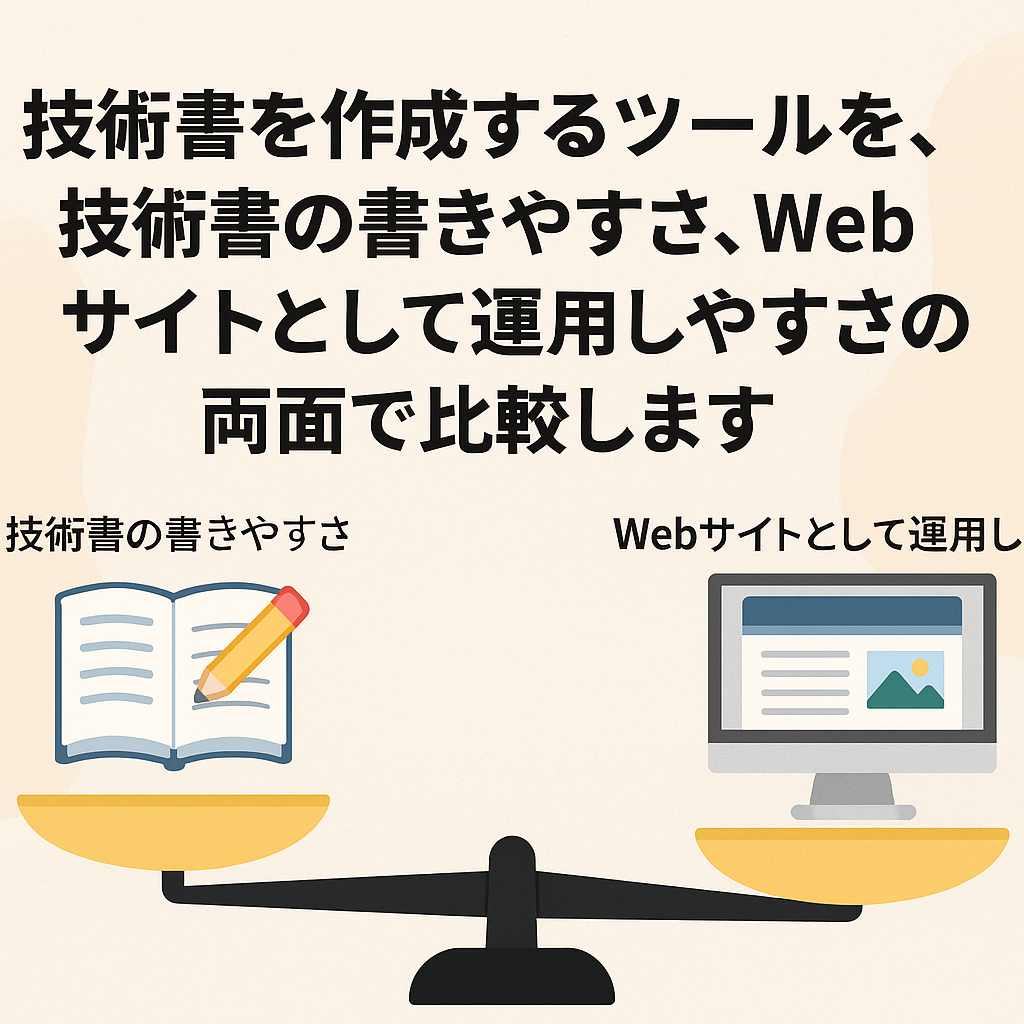 技術書を作成するツールを、
技術書の書きやすさ、Web
サイトとして運用しやすさの
両面で比較します
技術書の書きやすさ
Webサイトとして運用し